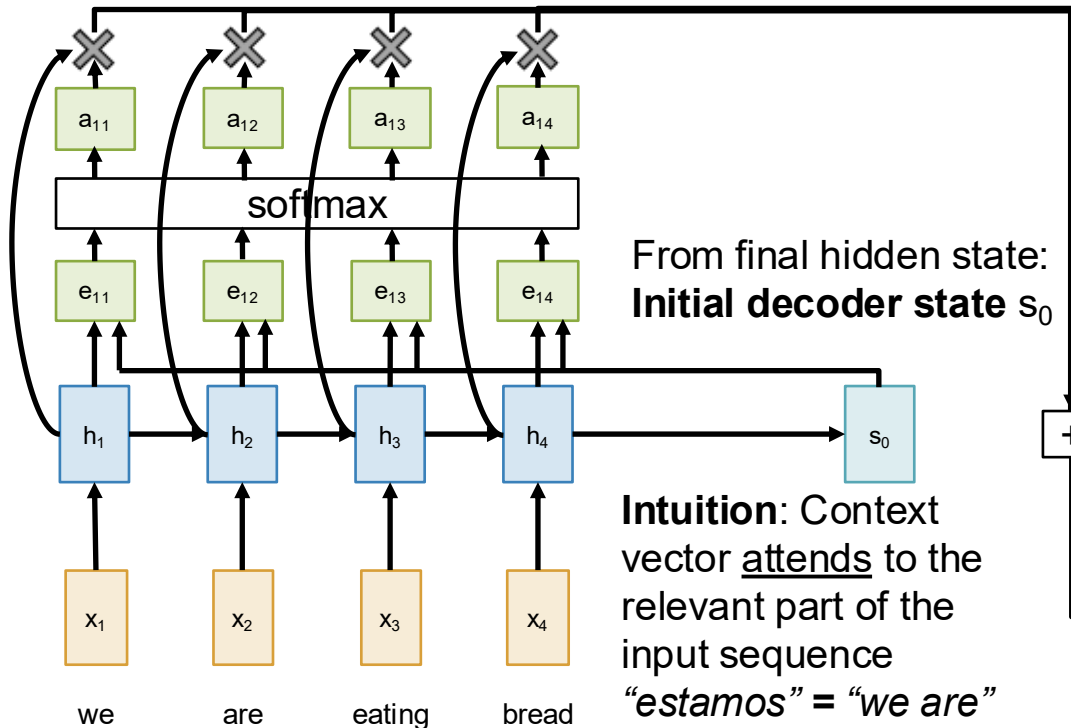 a₁₁ a₁₂ a₁₃ a₁₄
softmax
e₁₁ e₁₂ e₁₃ e₁₄
From final hidden state:
Initial decoder state s₀
h₁ h₂ h₃ h₄ s₀
+
Intuition: Context
vector attends to the
relevant part of the
input sequence
“estamos” = “we are”
x₁ x₂ x₃ x₄
we are eating bread